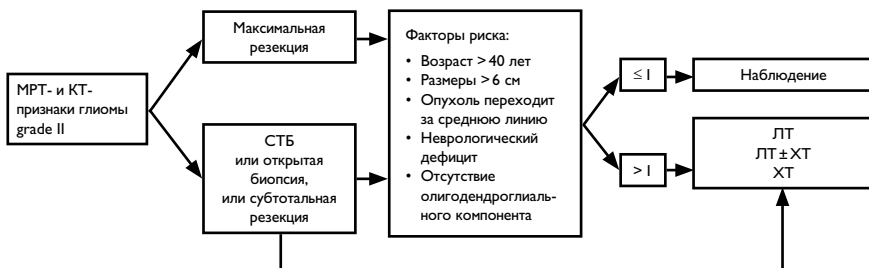 МРТ- и КТ-
признаки глиомы
grade II
Максимальная
резекция
СТБ
или открытая
биопсия,
или субтотальная
резекция
Факторы риска:
• Возраст > 40 лет
• Размеры > 6 см
• Опухоль переходит
за среднюю линию
• Неврологический
дефицит
• Отсутствие
олигодендроглиаль-
ного компонента
≤ I
Наблюдение
> I
ЛТ
ЛТ ± ХТ
ХТ